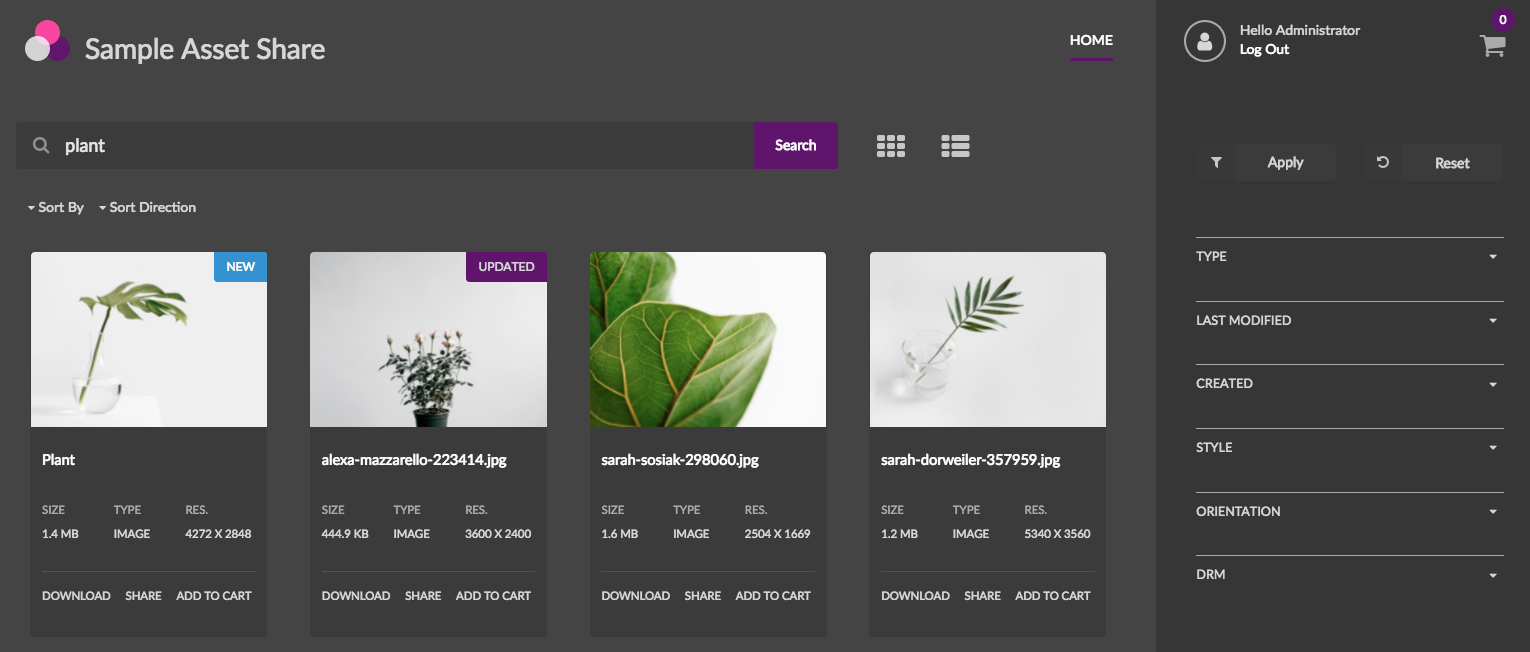 Sample Asset Share
HOME
Hello Administrator
Log Out
0
plant
Search
Apply
Reset
Sort By
Sort Direction
NEW
UPDATED
Plant
SIZE TYPE RES.
1.4 MB IMAGE 4272 X 2848
DOWNLOAD SHARE ADD TO CART
alexa-mazzarello-223414.jpg
SIZE TYPE RES.
444.9 KB IMAGE 3600 X 2400
DOWNLOAD SHARE ADD TO CART
sarah-sosiak-298060.jpg
SIZE TYPE RES.
1.6 MB IMAGE 2504 X 1669
DOWNLOAD SHARE ADD TO CART
sarah-dorweiler-357959.jpg
SIZE TYPE RES.
1.2 MB IMAGE 5340 X 3560
DOWNLOAD SHARE ADD TO CART
TYPE
LAST MODIFIED
CREATED
STYLE
ORIENTATION
DRM